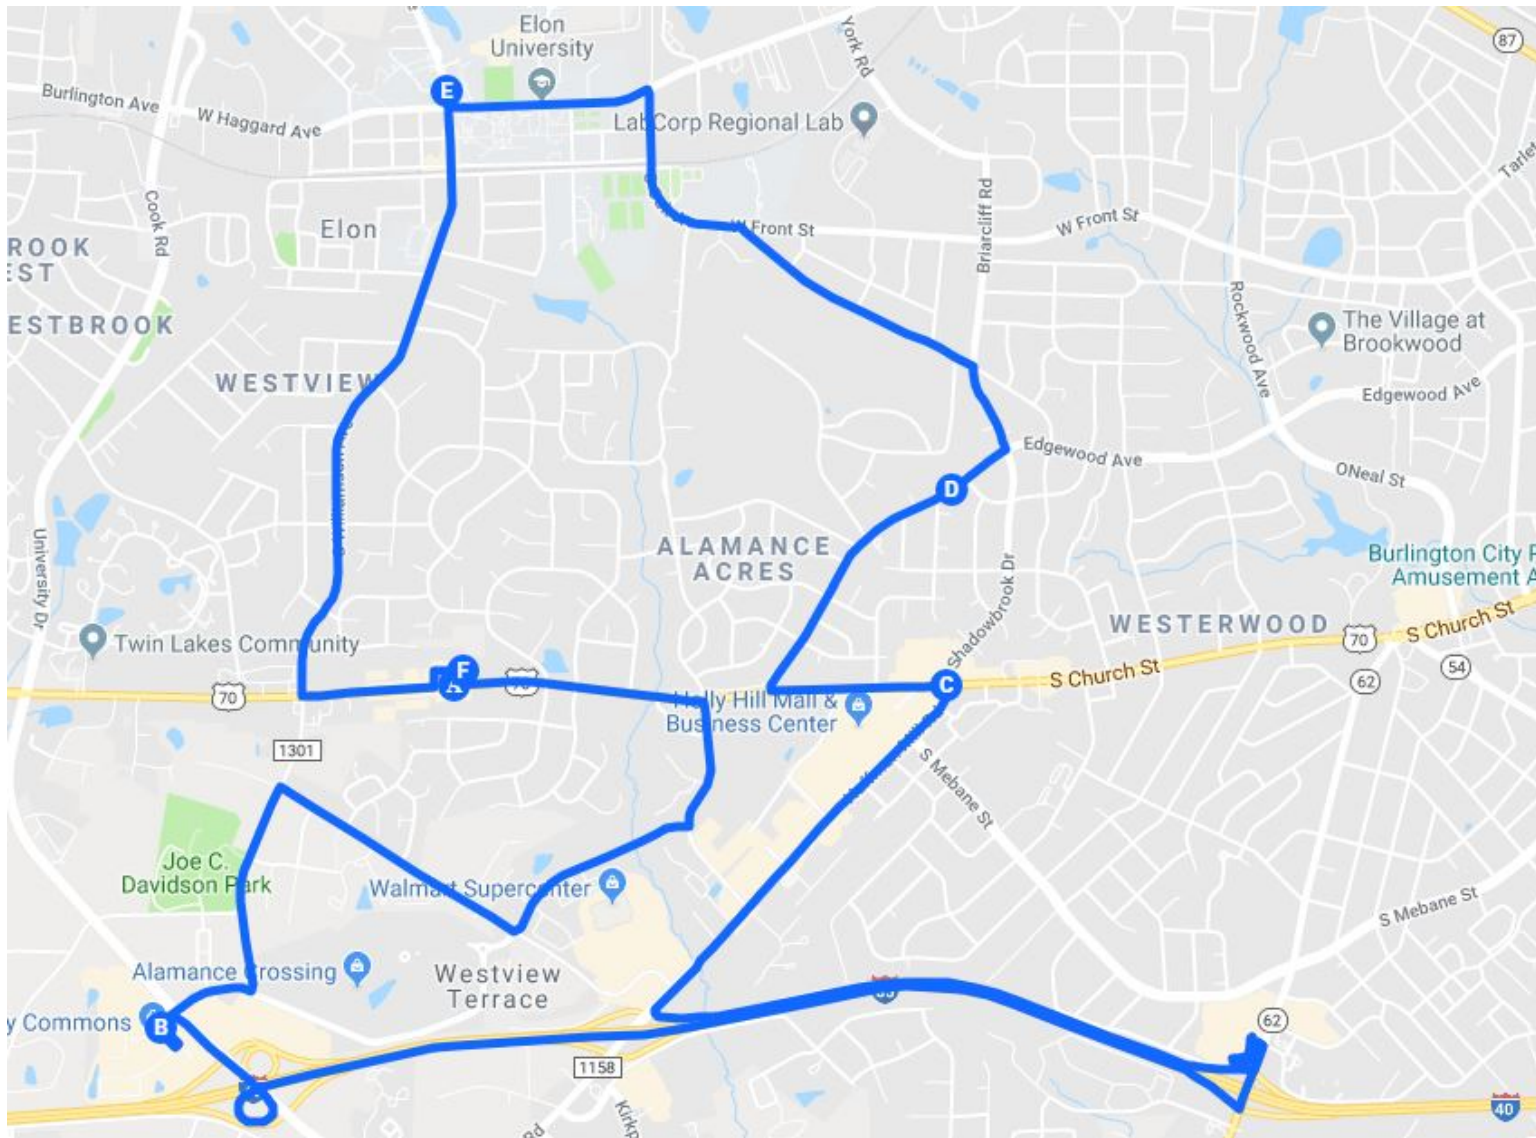 Elon
University
87
E
Burlington Ave
W Haggard Ave
York Rd
LabCorp Regional Lab
Cook Rd
Elon
W Front St
Briarcliff Rd
W Front St
ROOK
EST
ESTBROOK
WESTVIEW
Rockwood Ave
The Village at
Brookwood
Edgewood Ave
Edgewood Ave
ONeal St
D
University Dr
ALAMANCE
ACRES
Burlington City
Amusement
Shadowbrook Dr
WESTERWOOD
70
S Church St
54
62
Twin Lakes Community
F
A
70
C
S Church St
Holly Hill Mall &
Business Center
1301
S Mebane St
Joe C.
Davidson Park
Walmart Supercenter
S Mebane St
Alamance Crossing
Westview
Terrace
y Commons
B
62
1158
40